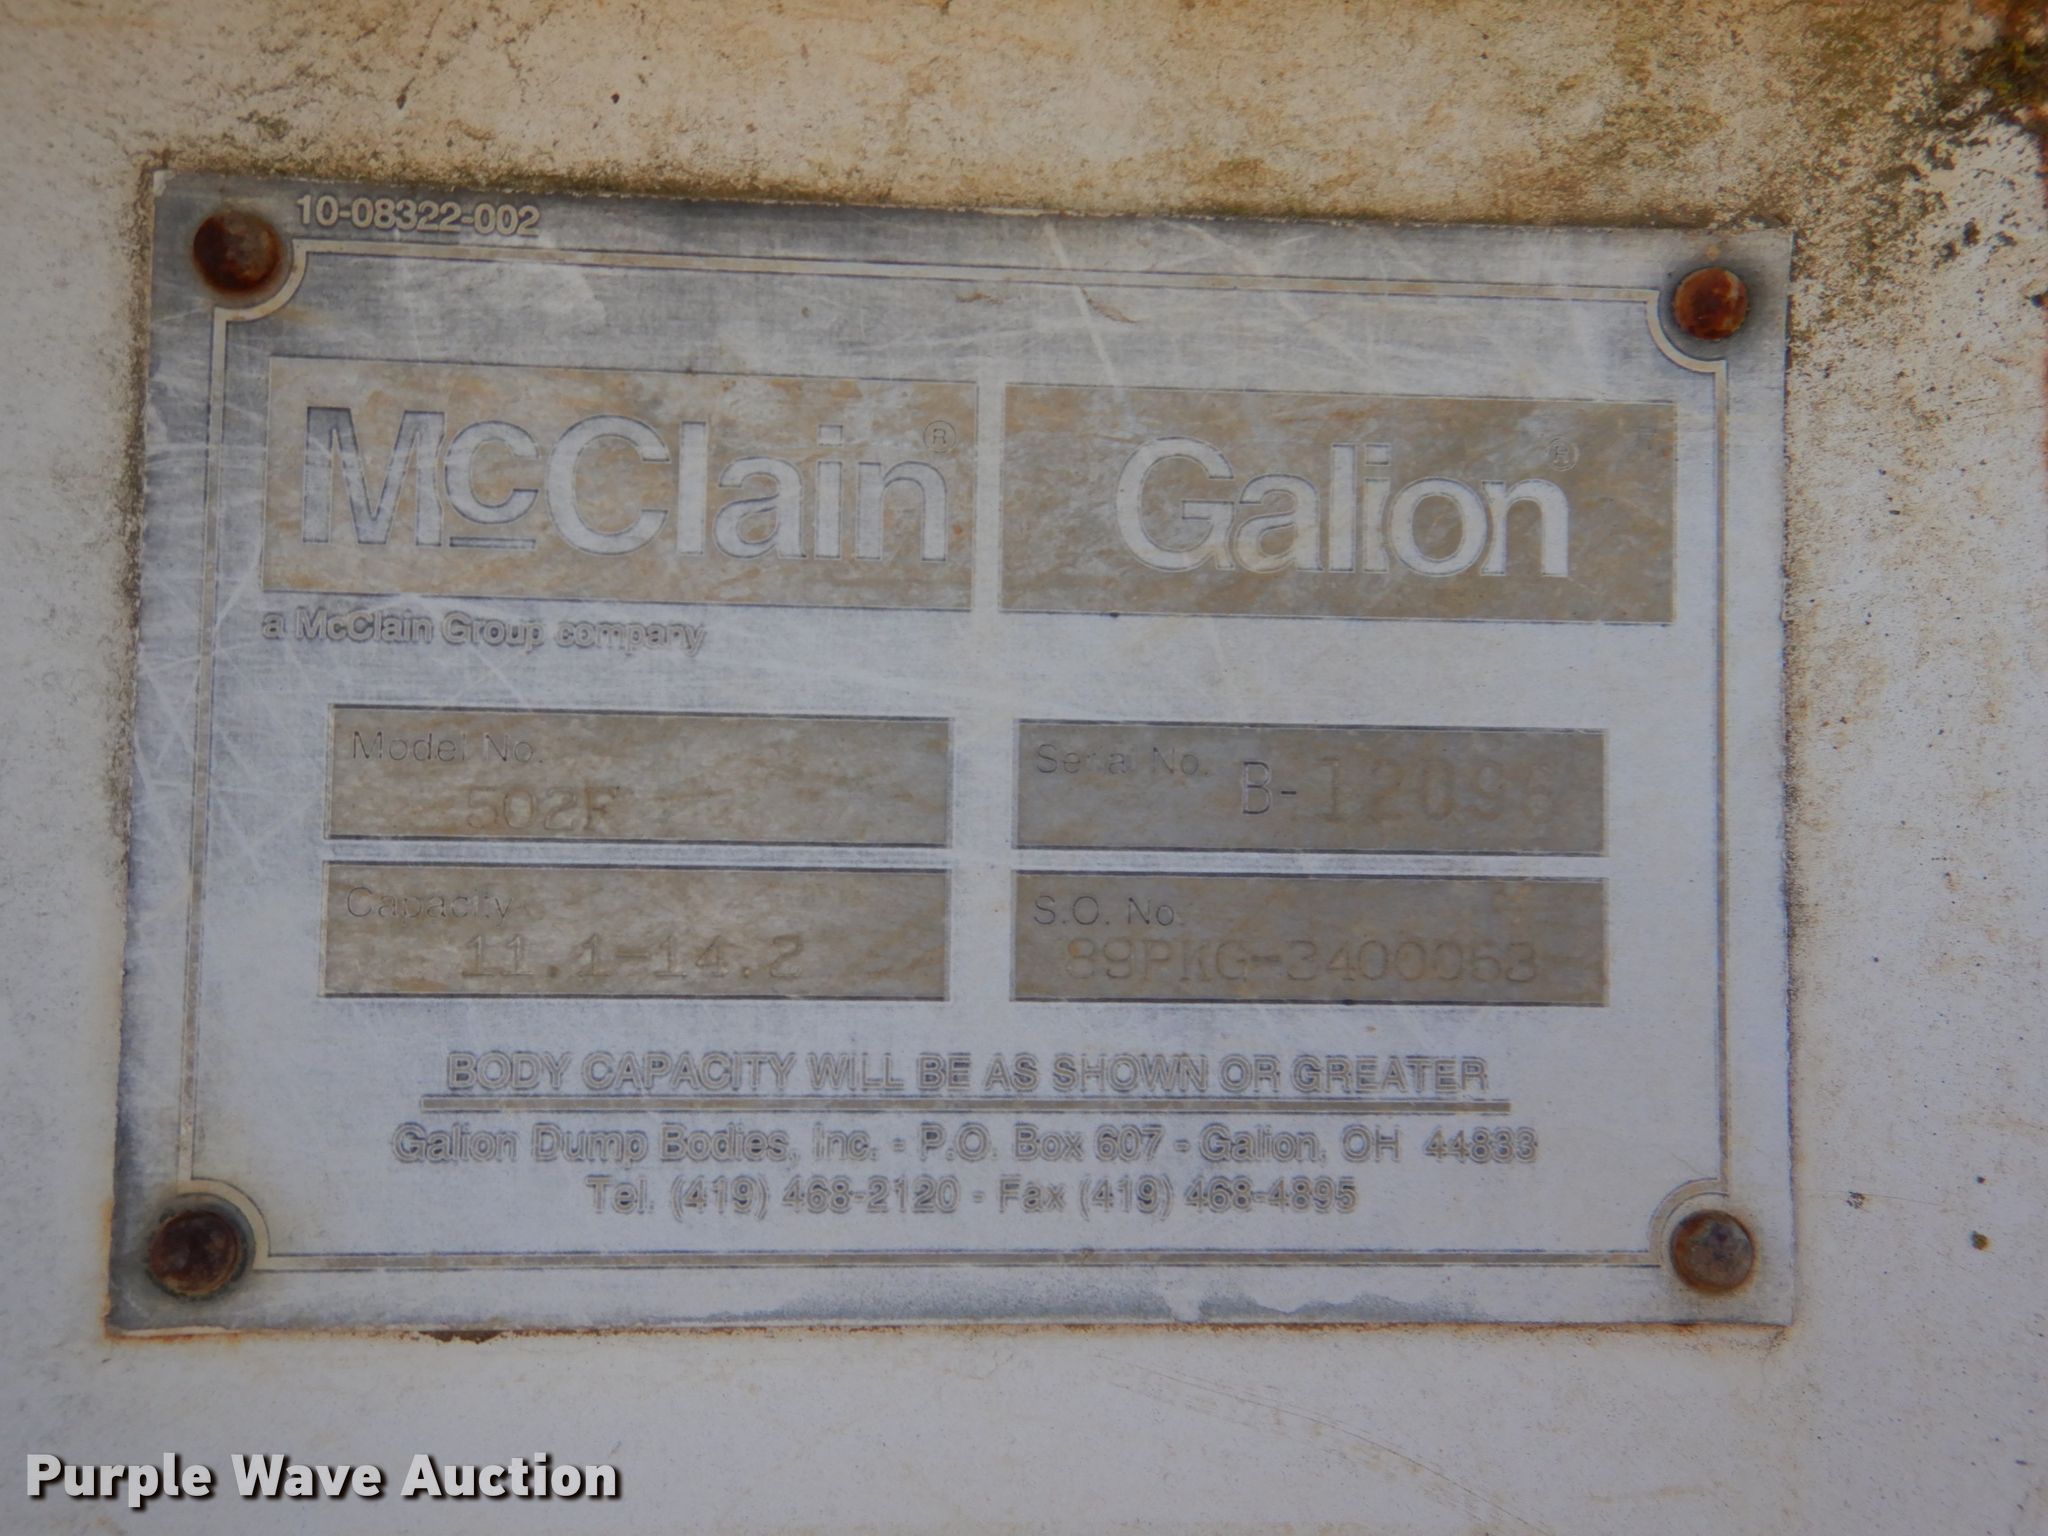 10-08322-002
McClain® Galion®
a McClain Group company
Model No. Serial No. B-
502F
Capacity S.O. No.
11.1-14.2 89PKG-3400053
BODY CAPACITY WILL BE AS SHOWN OR GREATER
Galion Dump Bodies, Inc. - P.O. Box 607 - Galion, OH 44833
Tel. (419) 468-2120 - Fax (419) 468-4895
Purple Wave Auction